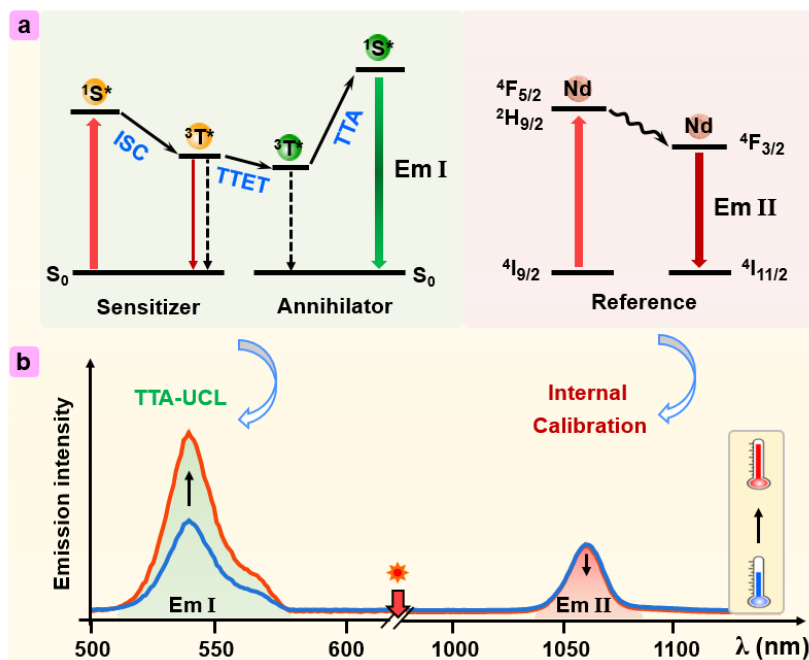 a
¹S*
ISC
³T*
TTET
³T*
TTA
¹S*
Em I
S₀
S₀
Sensitizer
Annihilator
⁴F₅/₂
²H₉/₂
Nd
Nd
⁴F₃/₂
Em II
⁴I₉/₂
⁴I₁₁/₂
Reference
b
Emission intensity
TTA-UCL
Internal
Calibration
Em I
Em II
500
550
600
1000
1050
1100
λ (nm)